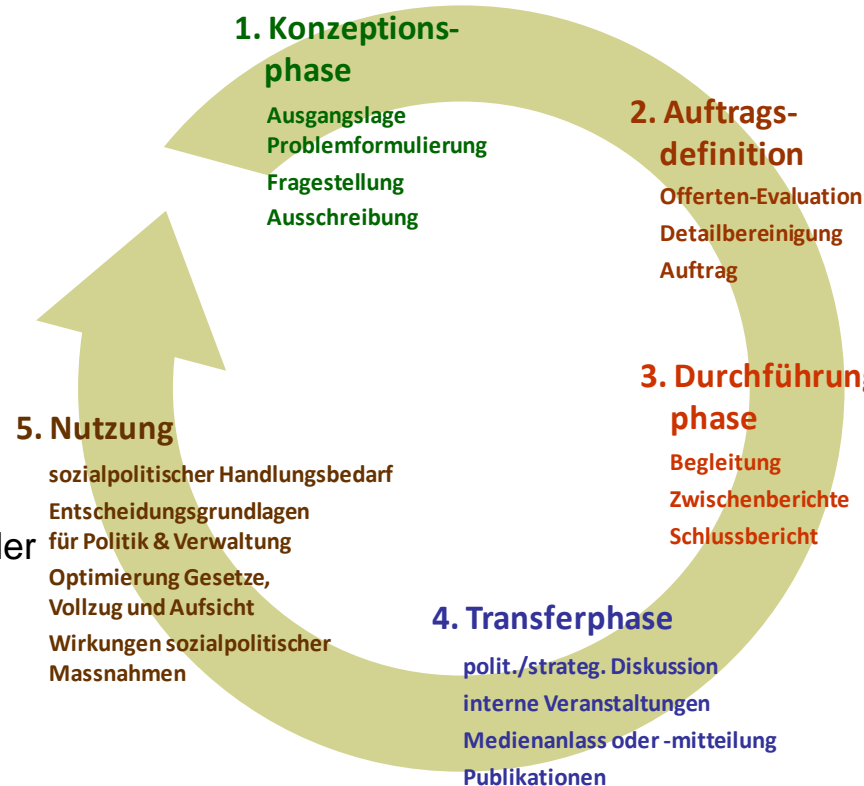 1. Konzeptions-
phase
Ausgangslage
Problemformulierung
Fragestellung
Ausschreibung
2. Auftrags-
definition
Offerten-Evaluation
Detailbereinigung
Auftrag
3. Durchführung
phase
Begleitung
Zwischenberichte
Schlussbericht
4. Transferphase
polit./strateg. Diskussion
interne Veranstaltungen
Medienanlass oder -mitteilung
Publikationen
5. Nutzung
sozialpolitischer Handlungsbedarf
Entscheidungsgrundlagen
für Politik & Verwaltung
Optimierung Gesetze,
Vollzug und Aufsicht
Wirkungen sozialpolitischer
Massnahmen